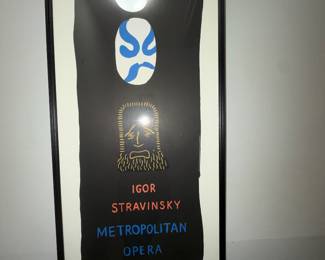 IGOR
STRAVINSKY
METROPOLITAN
OPERA